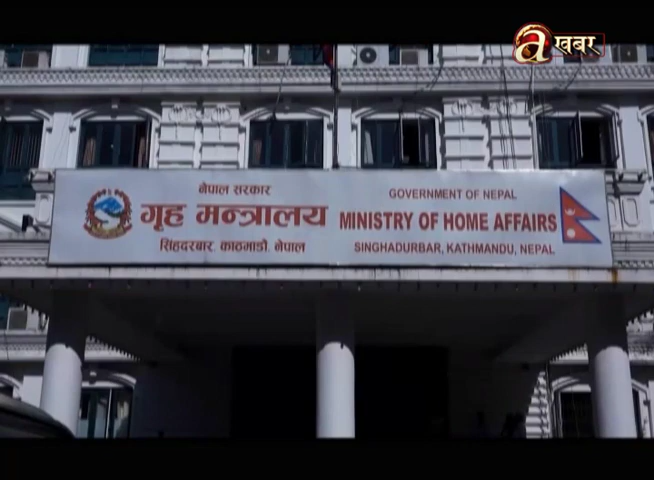 a खबर
नेपाल सरकार
गृह मन्त्रालय
सिंहदरबार, काठमाडौं, नेपाल
GOVERNMENT OF NEPAL
MINISTRY OF HOME AFFAIRS
SINGHADURBAR, KATHMANDU, NEPAL